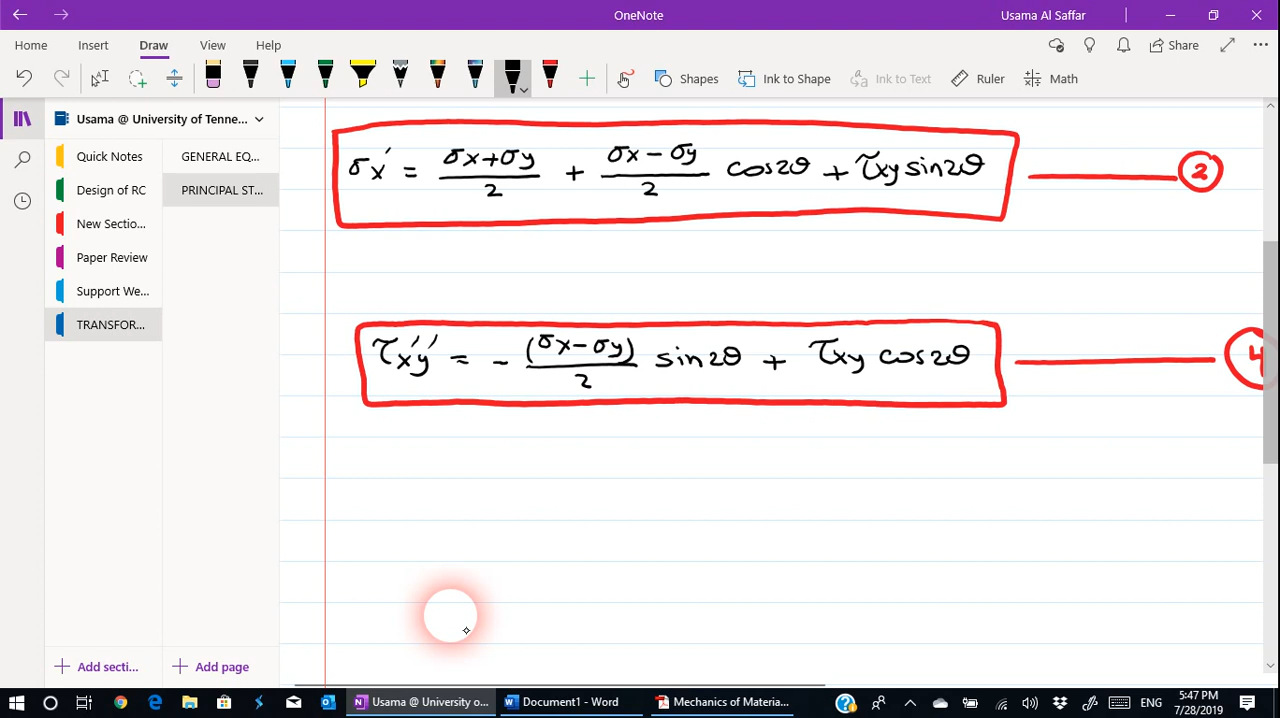 OneNote
Usama Al Saffar
Home Insert Draw View Help
Share
Shapes Ink to Shape Ink to Text Ruler Math
Usama @ University of Tenne...
Quick Notes
Design of RC
New Sectio...
Paper Review
Support We...
TRANSFOR...
GENERAL EQ...
PRINCIPAL ST...
σx′ = (σx+σy)/2 + (σx−σy)/2 cos2θ + τxy sin2θ 2
τx′y′ = − (σx−σy)/2 sin2θ + τxy cos2θ 4
Add secti... Add page
Usama @ University o... Document1 - Word Mechanics of Materia...
ENG
5:47 PM
7/28/2019